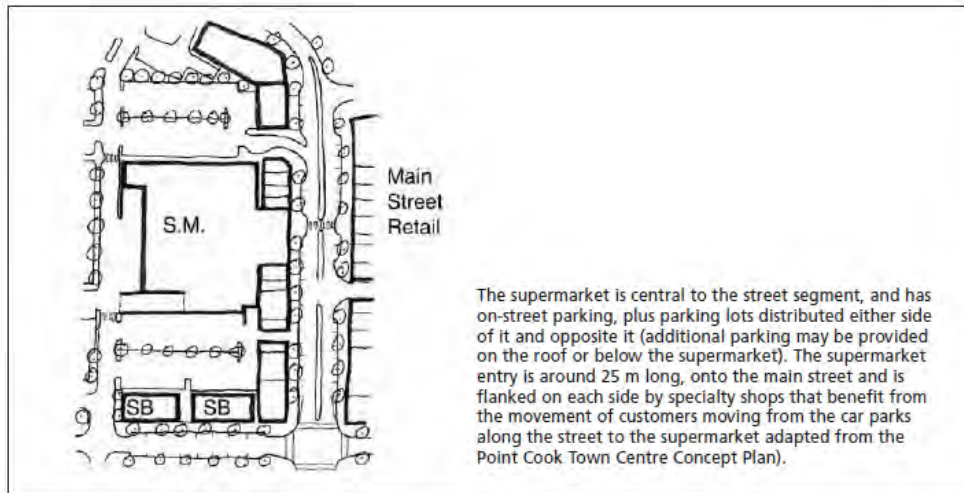 Main
Street
Retail
S.M.
SB
SB
The supermarket is central to the street segment, and has
on-street parking, plus parking lots distributed either side
of it and opposite it (additional parking may be provided
on the roof or below the supermarket). The supermarket
entry is around 25 m long, onto the main street and is
flanked on each side by specialty shops that benefit from
the movement of customers moving from the car parks
along the street to the supermarket adapted from the
Point Cook Town Centre Concept Plan).